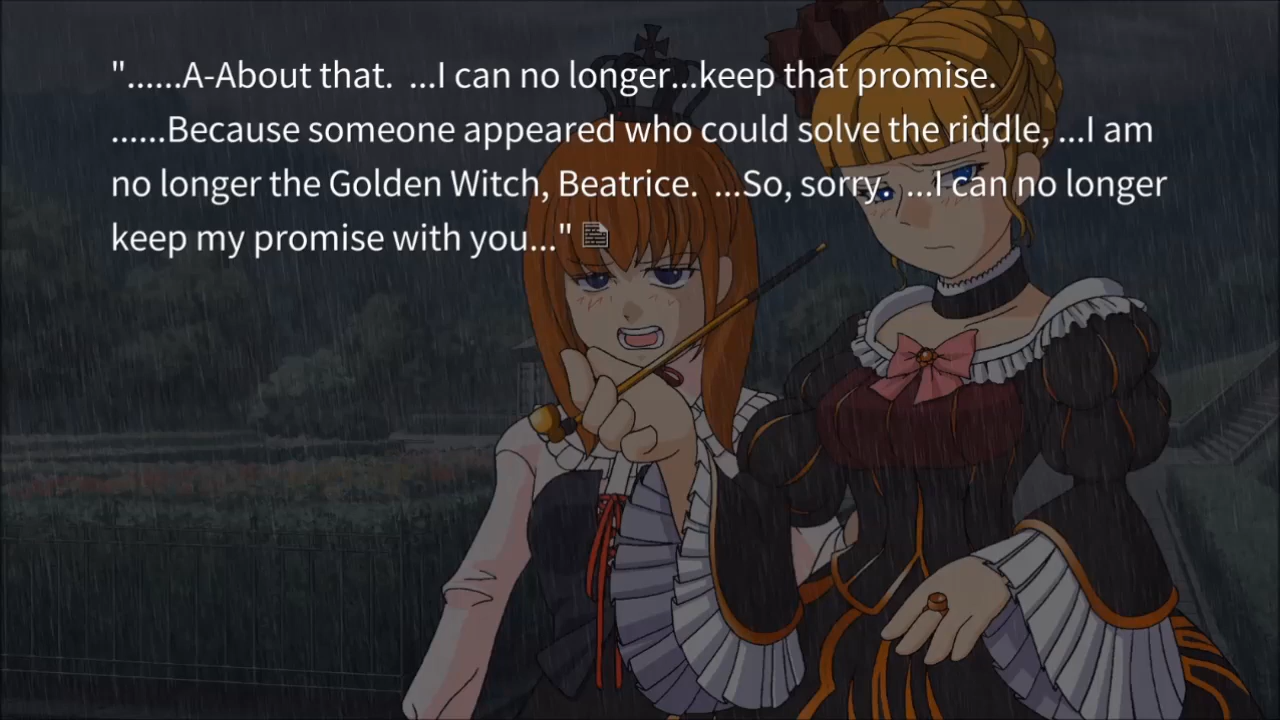 "......A-About that.  ...I can no longer...keep that promise.
......Because someone appeared who could solve the riddle, ...I am
no longer the Golden Witch, Beatrice.  ...So, sorry.  ...I can no longer
keep my promise with you..."